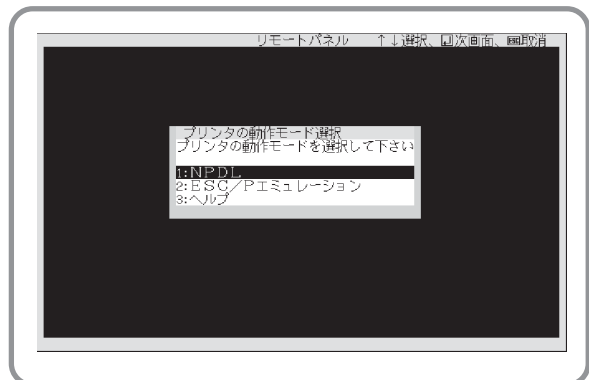 リモートパネル ↑↓選択、↵次画面、ESC取消
プリンタの動作モード選択
プリンタの動作モードを選択して下さい
1:NPDL
2:ESC/Pエミュレーション
3:ヘルプ